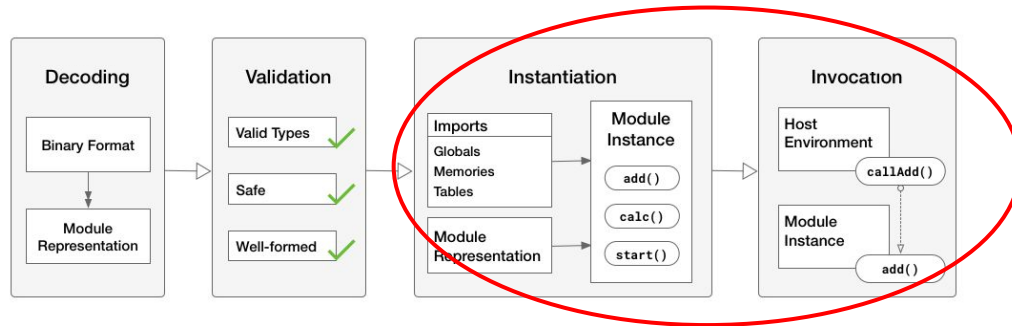 Decoding
Binary Format
Module
Representation
Validation
Valid Types
Safe
Well-formed
Instantiation
Imports
Globals
Memories
Tables
Module
Representation
Module
Instance
add()
calc()
start()
Invocation
Host
Environment
callAdd()
Module
Instance
add()